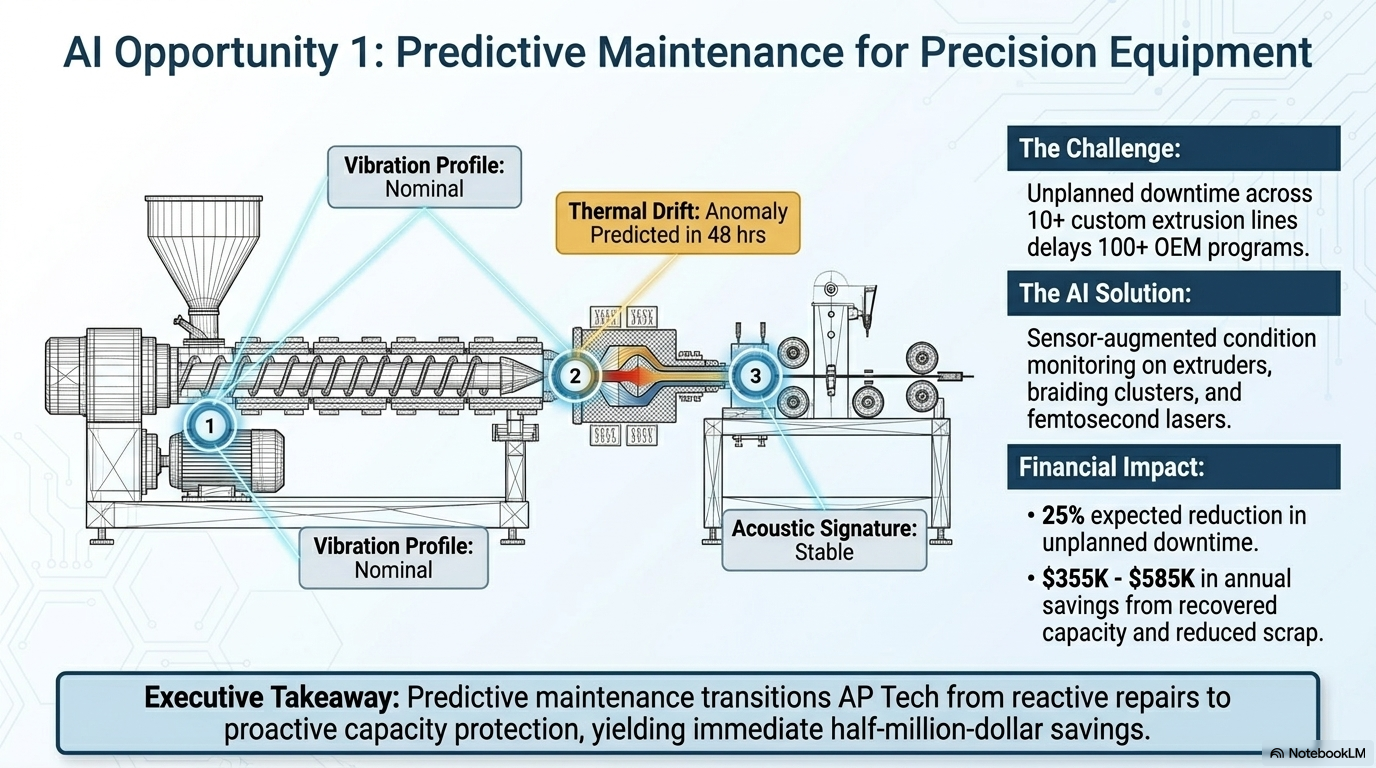 AI Opportunity 1: Predictive Maintenance for Precision Equipment
Vibration Profile:
Nominal
Thermal Drift: Anomaly
Predicted in 48 hrs
1
2
3
Vibration Profile:
Nominal
Acoustic Signature:
Stable
The Challenge:
Unplanned downtime across
10+ custom extrusion lines
delays 100+ OEM programs.
The AI Solution:
Sensor-augmented condition
monitoring on extruders,
braiding clusters, and
femtosecond lasers.
Financial Impact:
• 25% expected reduction in
unplanned downtime.
• $355K - $585K in annual
savings from recovered
capacity and reduced scrap.
Executive Takeaway: Predictive maintenance transitions AP Tech from reactive repairs to
proactive capacity protection, yielding immediate half-million-dollar savings.
NotebookLM